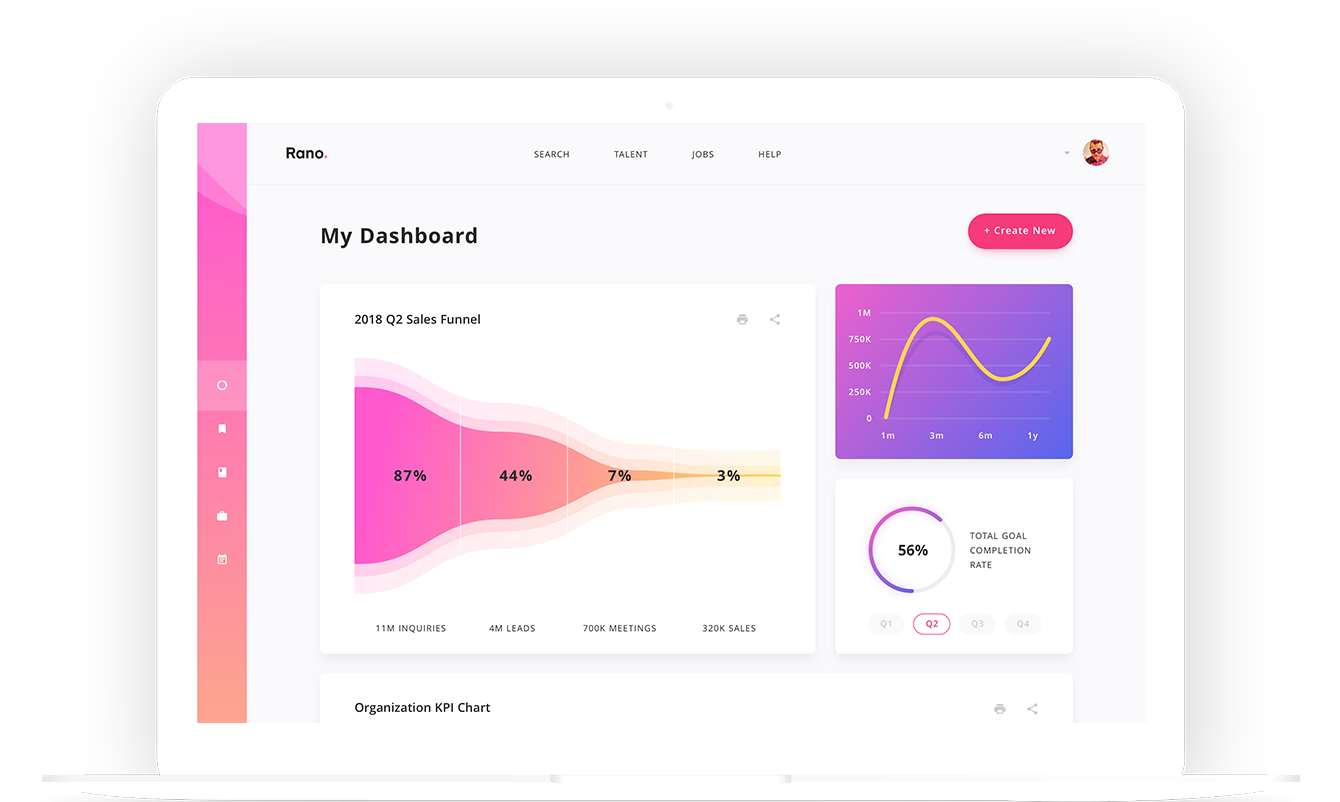 Rano.
SEARCH TALENT JOBS HELP
My Dashboard
+ Create New
2018 Q2 Sales Funnel
87% 44% 7% 3%
11M INQUIRIES 4M LEADS 700K MEETINGS 320K SALES
1M
750K
500K
250K
0
1m 3m 6m 1y
56%
TOTAL GOAL
COMPLETION
RATE
Q1 Q2 Q3 Q4
Organization KPI Chart